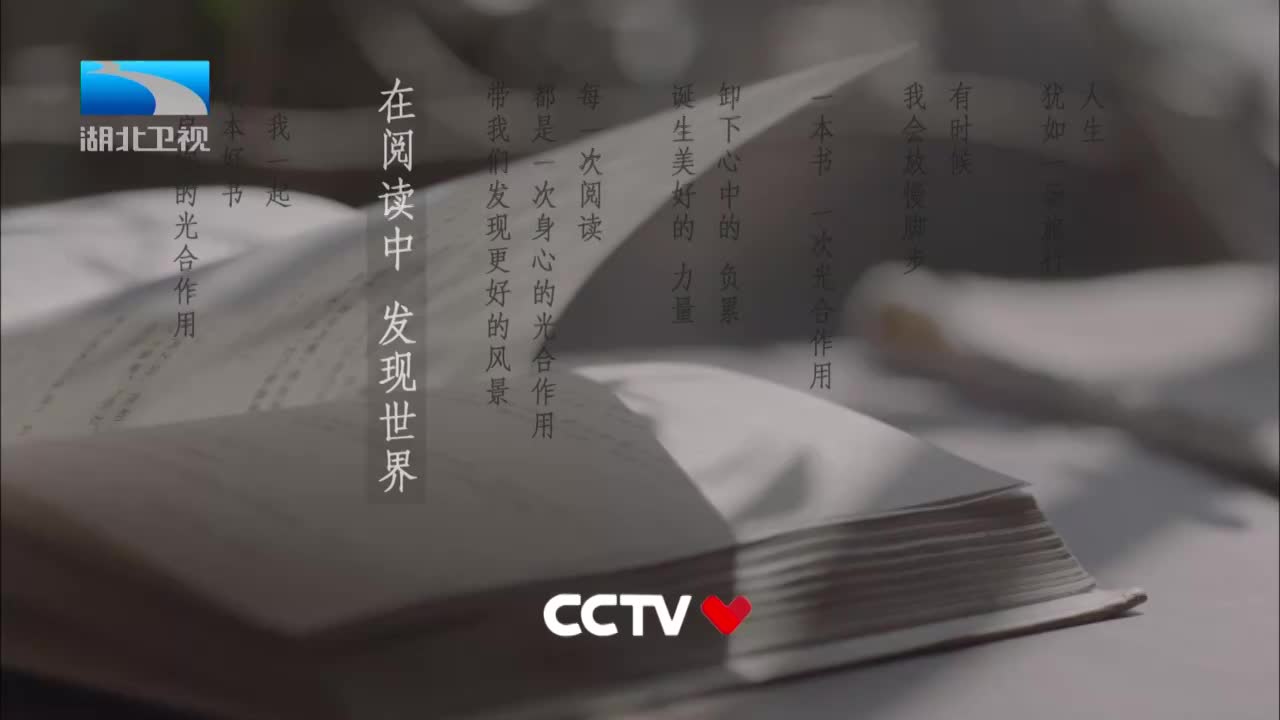 人生
犹如一 旅行
有时候
我会放慢脚步
一本书 一次光合作用
卸下心中的 负累
诞生美好的 力量
每一次阅读
都是一次身心的光合作用
带我们发现更好的风景
在阅读中 发现世界
我一起
本好书
的光合作用
湖北卫视
CCTV